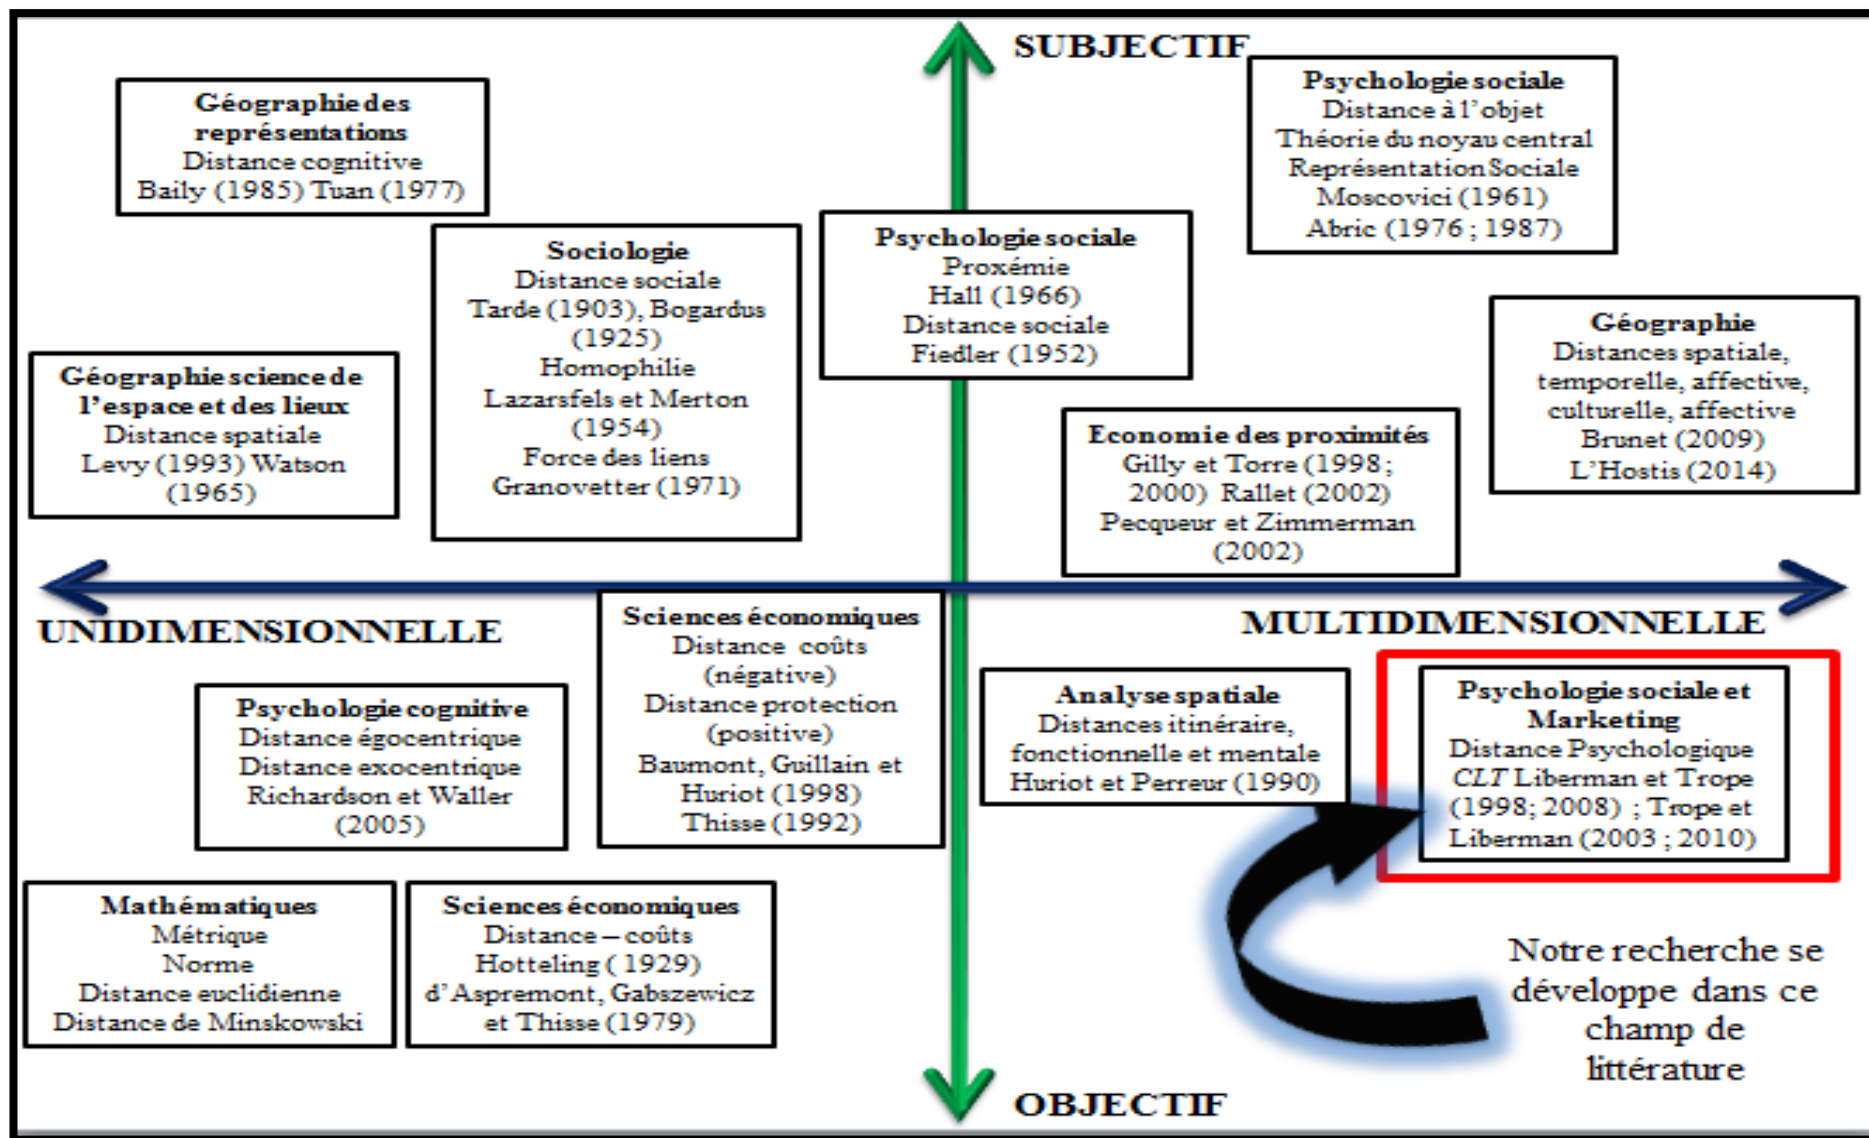 SUBJECTIF
Géographie des
représentations
Distance cognitive
Baily (1985) Tuan (1977)
Psychologie sociale
Distance à l’objet
Théorie du noyau central
Représentation Sociale
Moscovici (1961)
Abric (1976 ; 1987)
Sociologie
Distance sociale
Tarde (1903), Bogardus
(1925)
Homophilie
Lazarsfels et Merton
(1954)
Force des liens
Granovetter (1971)
Psychologie sociale
Proxémie
Hall (1966)
Distance sociale
Fiedler (1952)
Géographie
Distances spatiale,
temporelle, affective,
culturelle, affective
Brunet (2009)
L’Hostis (2014)
Géographie science de
l’espace et des lieux
Distance spatiale
Levy (1993) Watson
(1965)
Economie des proximités
Gilly et Torre (1998 ;
2000) Rallet (2002)
Pecqueur et Zimmerman
(2002)
UNIDIMENSIONNELLE
MULTIDIMENSIONNELLE
Sciences économiques
Distance coûts
(négative)
Distance protection
(positive)
Baumont, Guillain et
Huriot (1998)
Thisse (1992)
Psychologie cognitive
Distance égocentrique
Distance exocentrique
Richardson et Waller
(2005)
Analyse spatiale
Distances itinéraire,
fonctionnelle et mentale
Huriot et Perreur (1990)
Psychologie sociale et
Marketing
Distance Psychologique
CLT Liberman et Trope
(1998; 2008) ; Trope et
Liberman (2003 ; 2010)
Mathématiques
Métrique
Norme
Distance euclidienne
Distance de Minskowski
Sciences économiques
Distance – coûts
Hotteling ( 1929)
d’Aspremont, Gabszewicz
et Thisse (1979)
Notre recherche se
développe dans ce
champ de
littérature
OBJECTIF